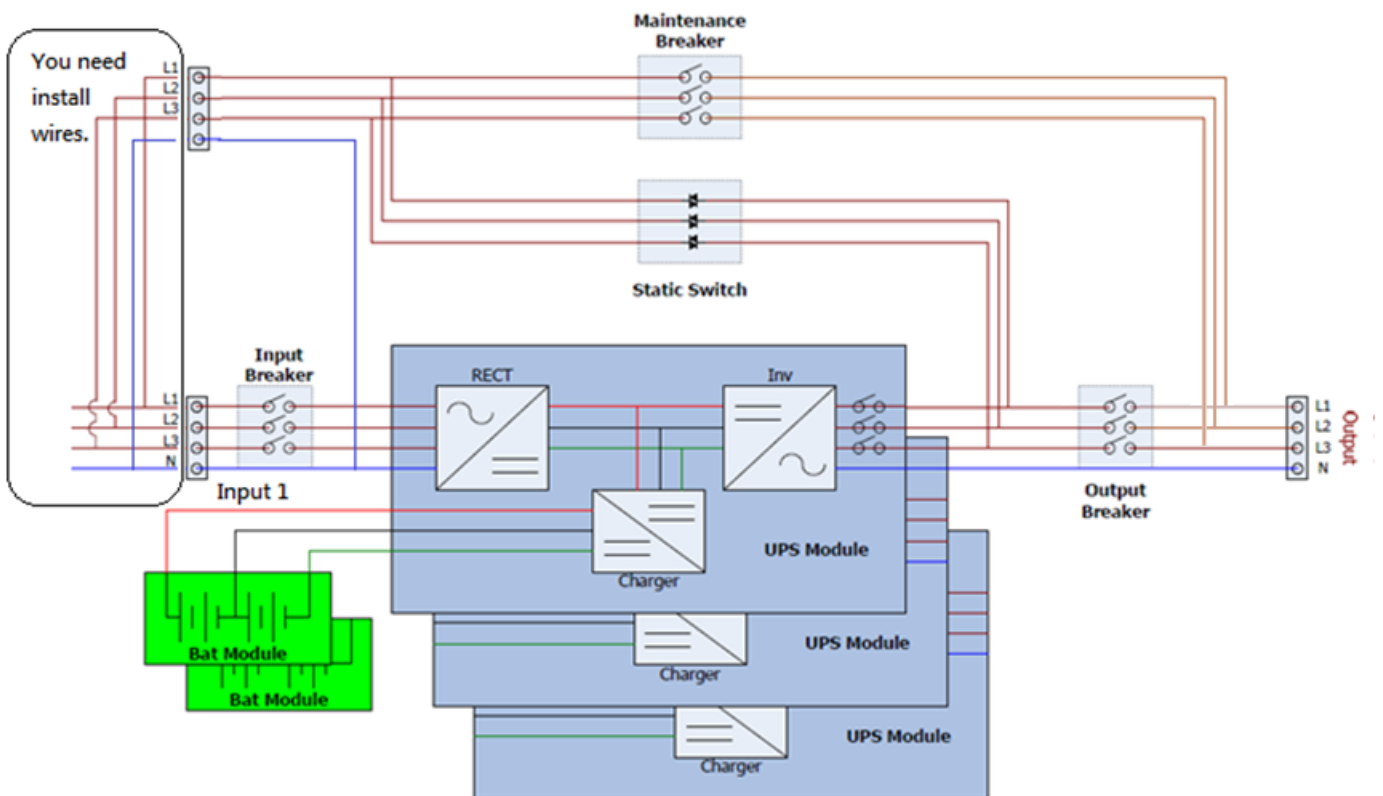 Maintenance
Breaker
You need
install
wires.
L1
L2
L3
Static Switch
Input
Breaker
RECT
Inv
L1
L2
L3
N
L1
L2
L3
N
Output
Input 1
Output
Breaker
UPS Module
Charger
Bat Module
UPS Module
Charger
Bat Module
UPS Module
Charger